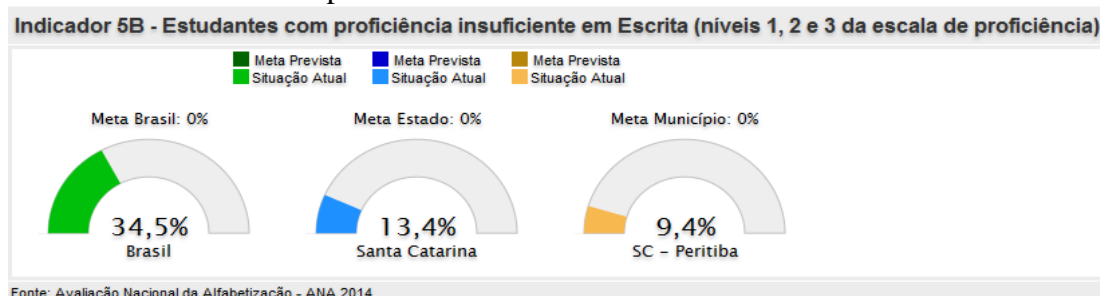 Indicador 5B - Estudantes com proficiência insuficiente em Escrita (níveis 1, 2 e 3 da escala de proficiência)
Meta Prevista Meta Prevista Meta Prevista
Situação Atual Situação Atual Situação Atual
Meta Brasil: 0% Meta Estado: 0% Meta Município: 0%
34,5% 13,4% 9,4%
Brasil Santa Catarina SC - Peritiba
Fonte: Avaliação Nacional da Alfabetização - ANA 2014